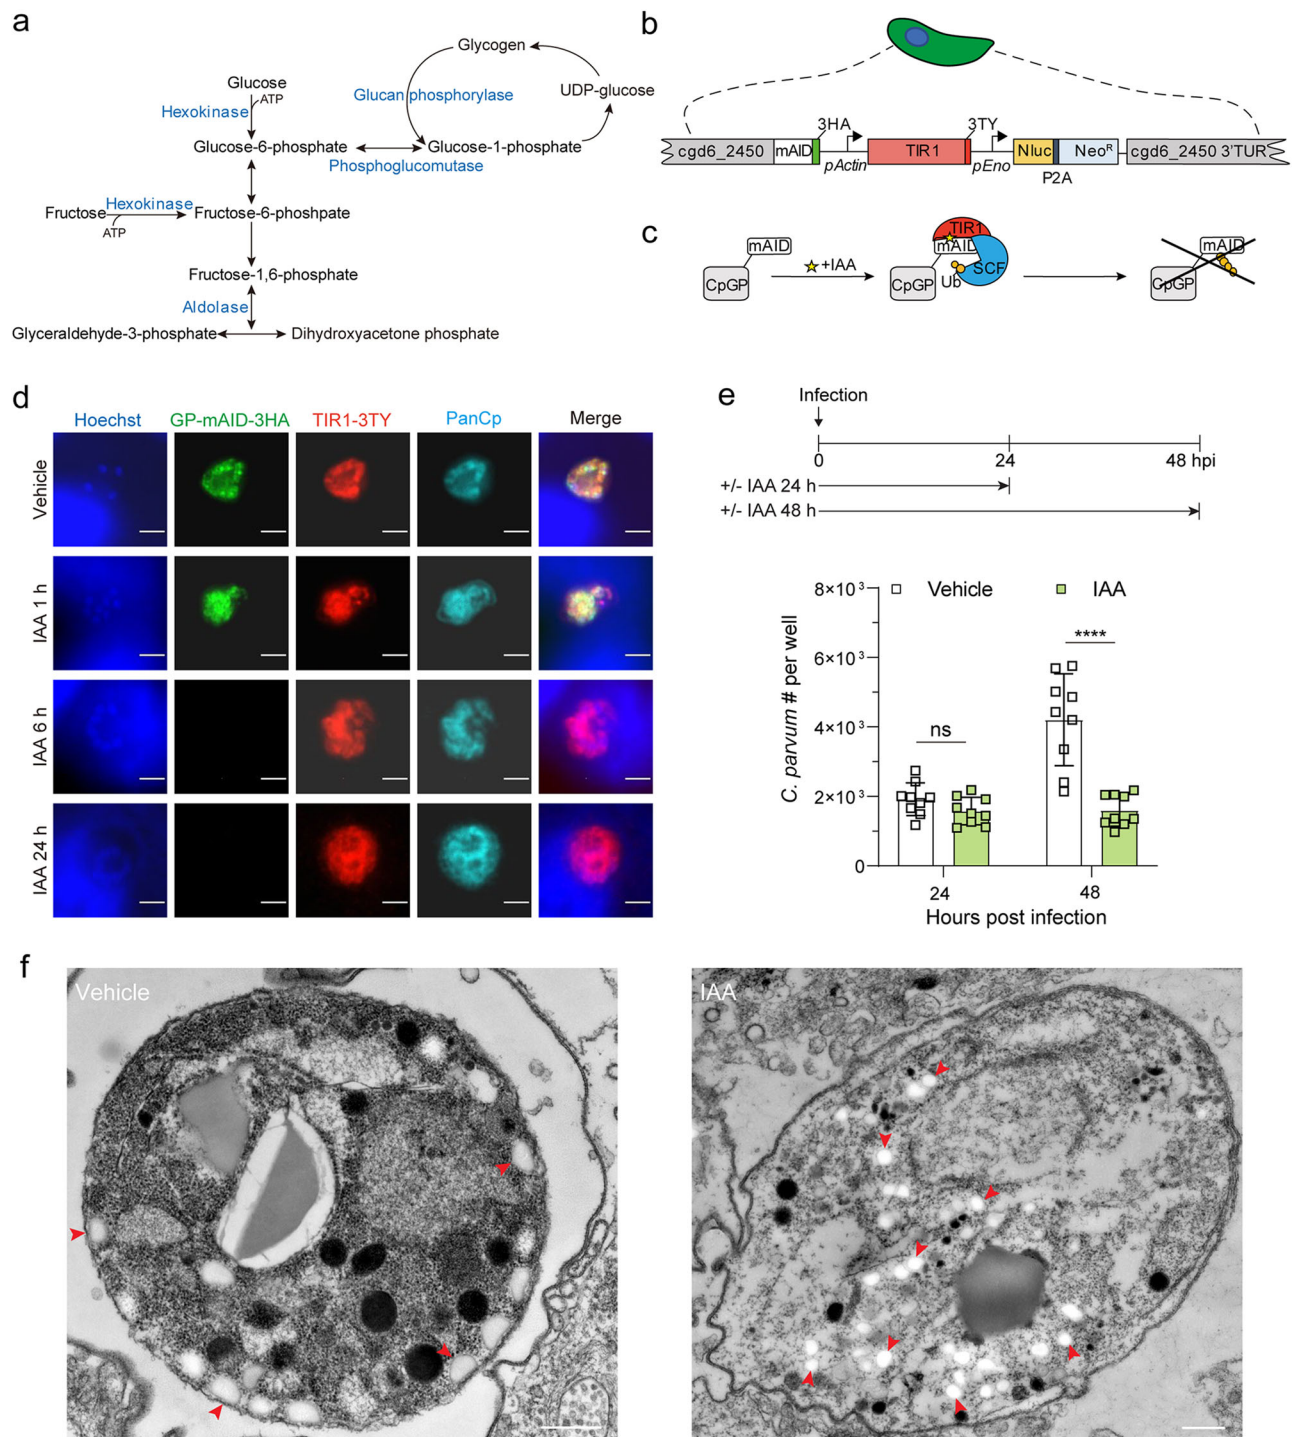 a
Glycogen
Glucose
ATP
Glucan phosphorylase
UDP-glucose
Hexokinase
Glucose-6-phosphate
Glucose-1-phosphate
Phosphoglucomutase
Hexokinase
Fructose
Fructose-6-phoshpate
ATP
Fructose-1,6-phosphate
Aldolase
Glyceraldehyde-3-phosphate
Dihydroxyacetone phosphate
b
3HA
3TY
cgd6_2450
mAID
TIR1
Nluc
Neo^R
cgd6_2450 3'TUR
pActin
pEno
P2A
c
mAID
CpGP
+IAA
TIR1
mAID
SCF
Ub
CpGP
mAID
CpGP
d
Hoechst
GP-mAID-3HA
TIR1-3TY
PanCp
Merge
Vehicle
IAA 1 h
IAA 6 h
IAA 24 h
e
Infection
0
24
48 hpi
+/- IAA 24 h
+/- IAA 48 h
8×10³
6×10³
4×10³
2×10³
0
C. parvum # per well
Vehicle
IAA
ns
****
24
48
Hours post infection
f
Vehicle
IAA